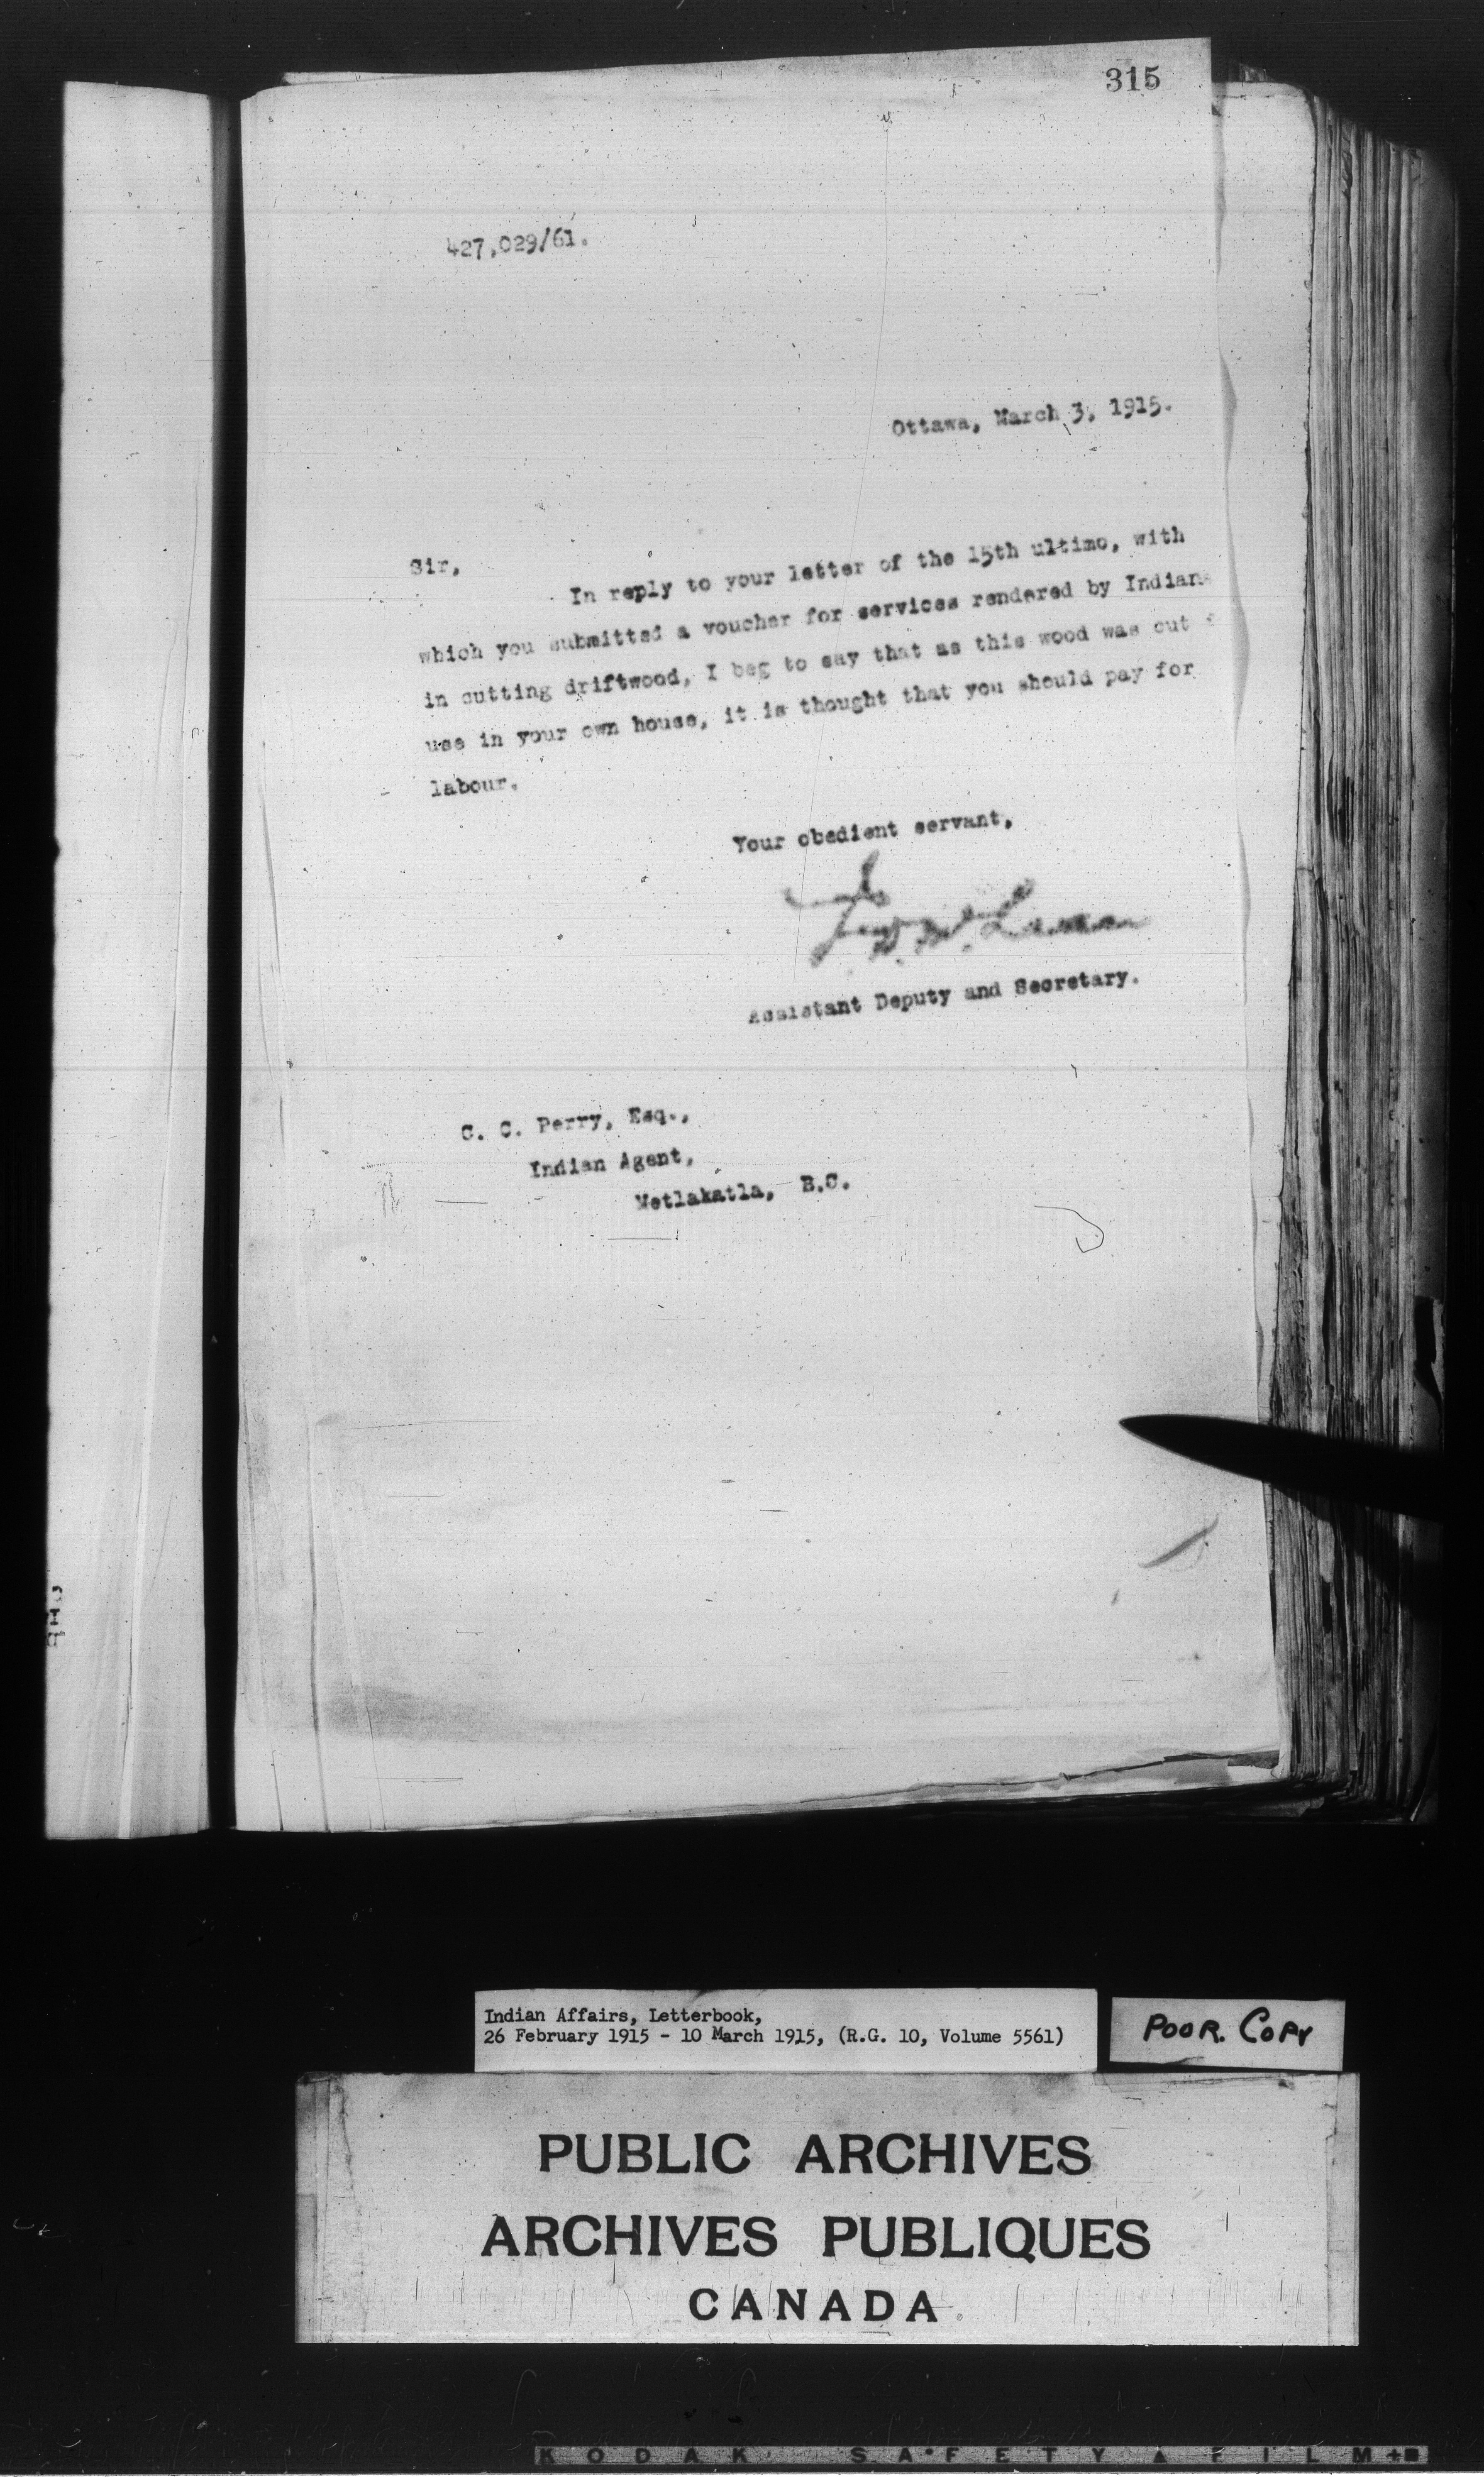 315
427,029/61.
Ottawa, March 3, 1915.
Sir,
In reply to your letter of the 15th ultimo, with
which you submitted a voucher for services rendered by Indians
in cutting driftwood, I beg to say that as this wood was cut
use in your own house, it is thought that you should pay for
labour.
Your obedient servant,
Assistant Deputy and Secretary.
C. C. Perry, Esq.,
Indian Agent,
Metlakatla, B.C.
Indian Affairs, Letterbook,
26 February 1915 - 10 March 1915, (R.G. 10, Volume 5561)
POOR. COPY
PUBLIC ARCHIVES
ARCHIVES PUBLIQUES
CANADA
KODAK SAFETY FILM